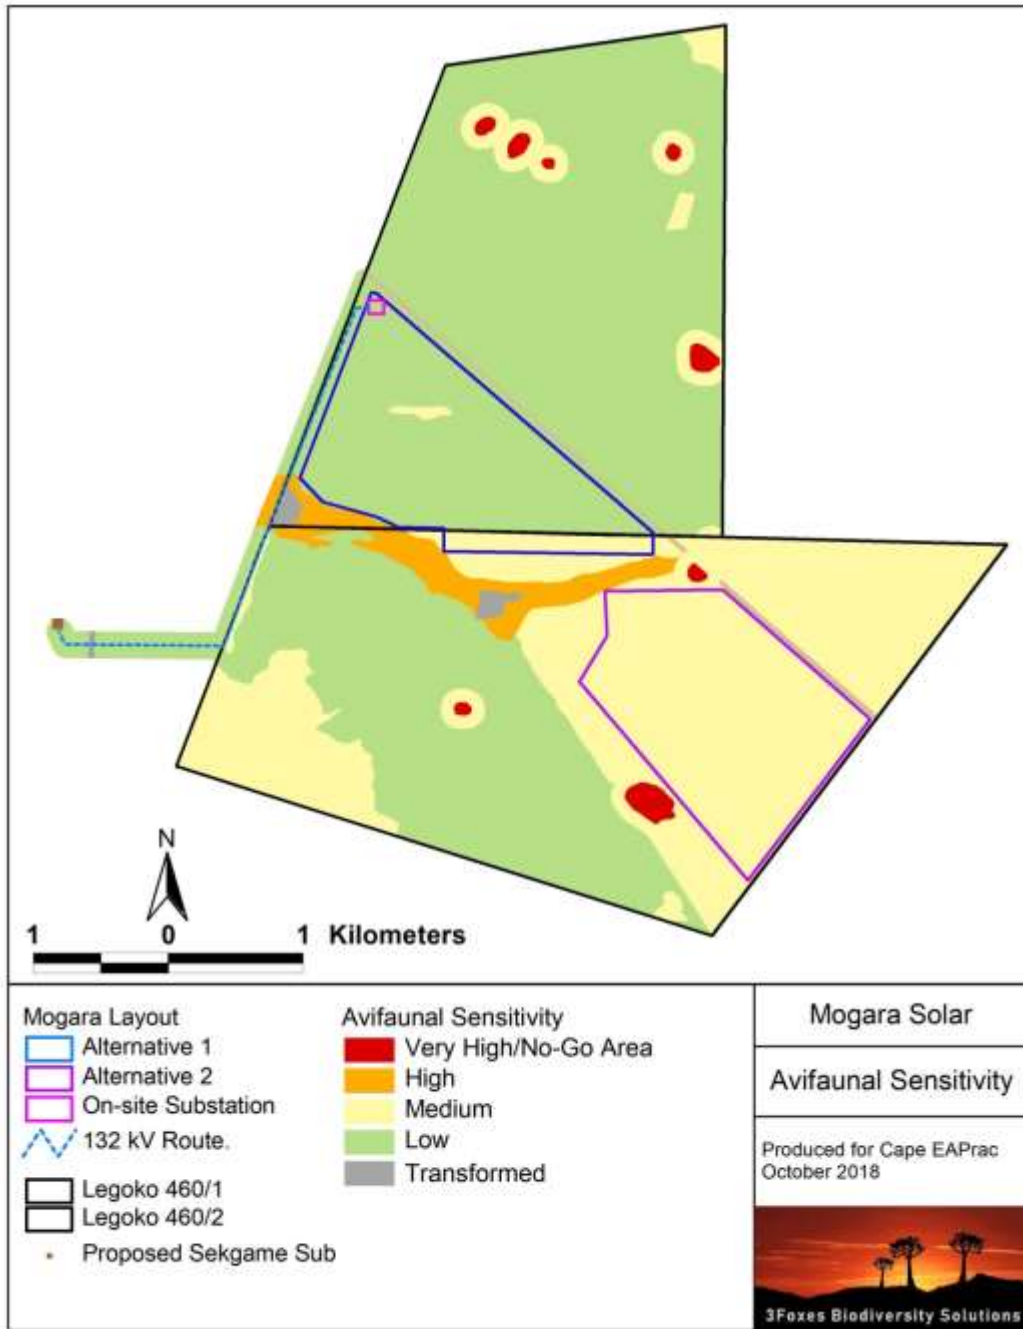 N
1 0 1 Kilometers
Mogara Layout
Alternative 1
Alternative 2
On-site Substation
132 kV Route.
Legoko 460/1
Legoko 460/2
Proposed Sekgame Sub
Avifaunal Sensitivity
Very High/No-Go Area
High
Medium
Low
Transformed
Mogara Solar
Avifaunal Sensitivity
Produced for Cape EAPrac
October 2018
3Foxes Biodiversity Solutions